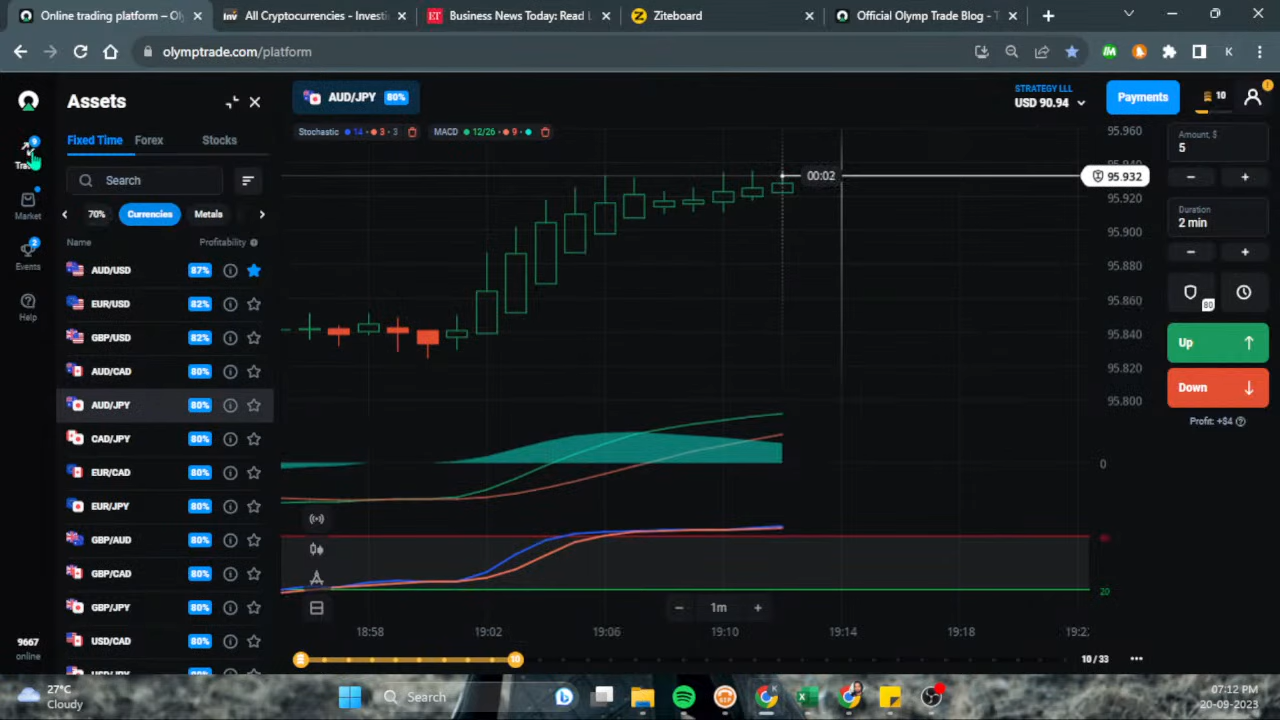 Online trading platform – Oly
All Cryptocurrencies - Investi
ET
Business News Today: Read L
Ziteboard
Official Olymp Trade Blog - T
olymptrade.com/platform
K
Assets
AUD/JPY 80%
STRATEGY LLL
USD 90.94
Payments
10
Fixed Time Forex Stocks
Stochastic 14 3 3
MACD 12/26 9
Search
70% Currencies Metals
Name Profitability
AUD/USD 87%
EUR/USD 82%
GBP/USD 82%
AUD/CAD 80%
AUD/JPY 80%
CAD/JPY 80%
EUR/CAD 80%
EUR/JPY 80%
GBP/AUD 80%
GBP/CAD 80%
GBP/JPY 80%
USD/CAD 80%
9
Market
2
Events
Help
9667
online
00:02
95.960
95.932
95.920
95.900
95.880
95.860
95.840
95.820
95.800
0
20
Amount, $
5
Duration
2 min
80
Up
Down
Profit: +$4
1m
18:58 19:02 19:06 19:10 19:14 19:18
10
10 / 33
27°C
Cloudy
Search
07:12 PM
20-09-2023